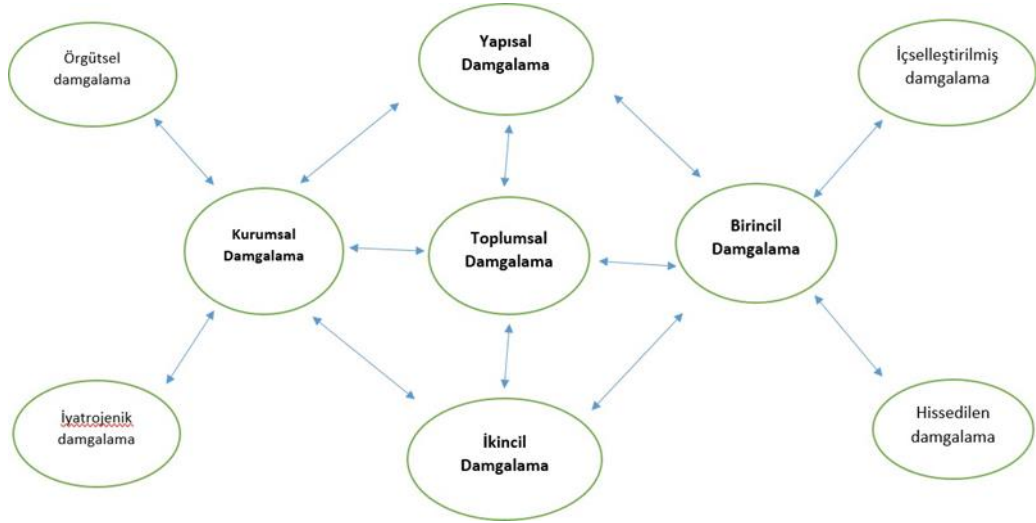 Örgütsel
damgalama
Yapısal
Damgalama
İçselleştirilmiş
damgalama
Kurumsal
Damgalama
Toplumsal
Damgalama
Birincil
Damgalama
İyatrojenik
damgalama
İkincil
Damgalama
Hissedilen
damgalama